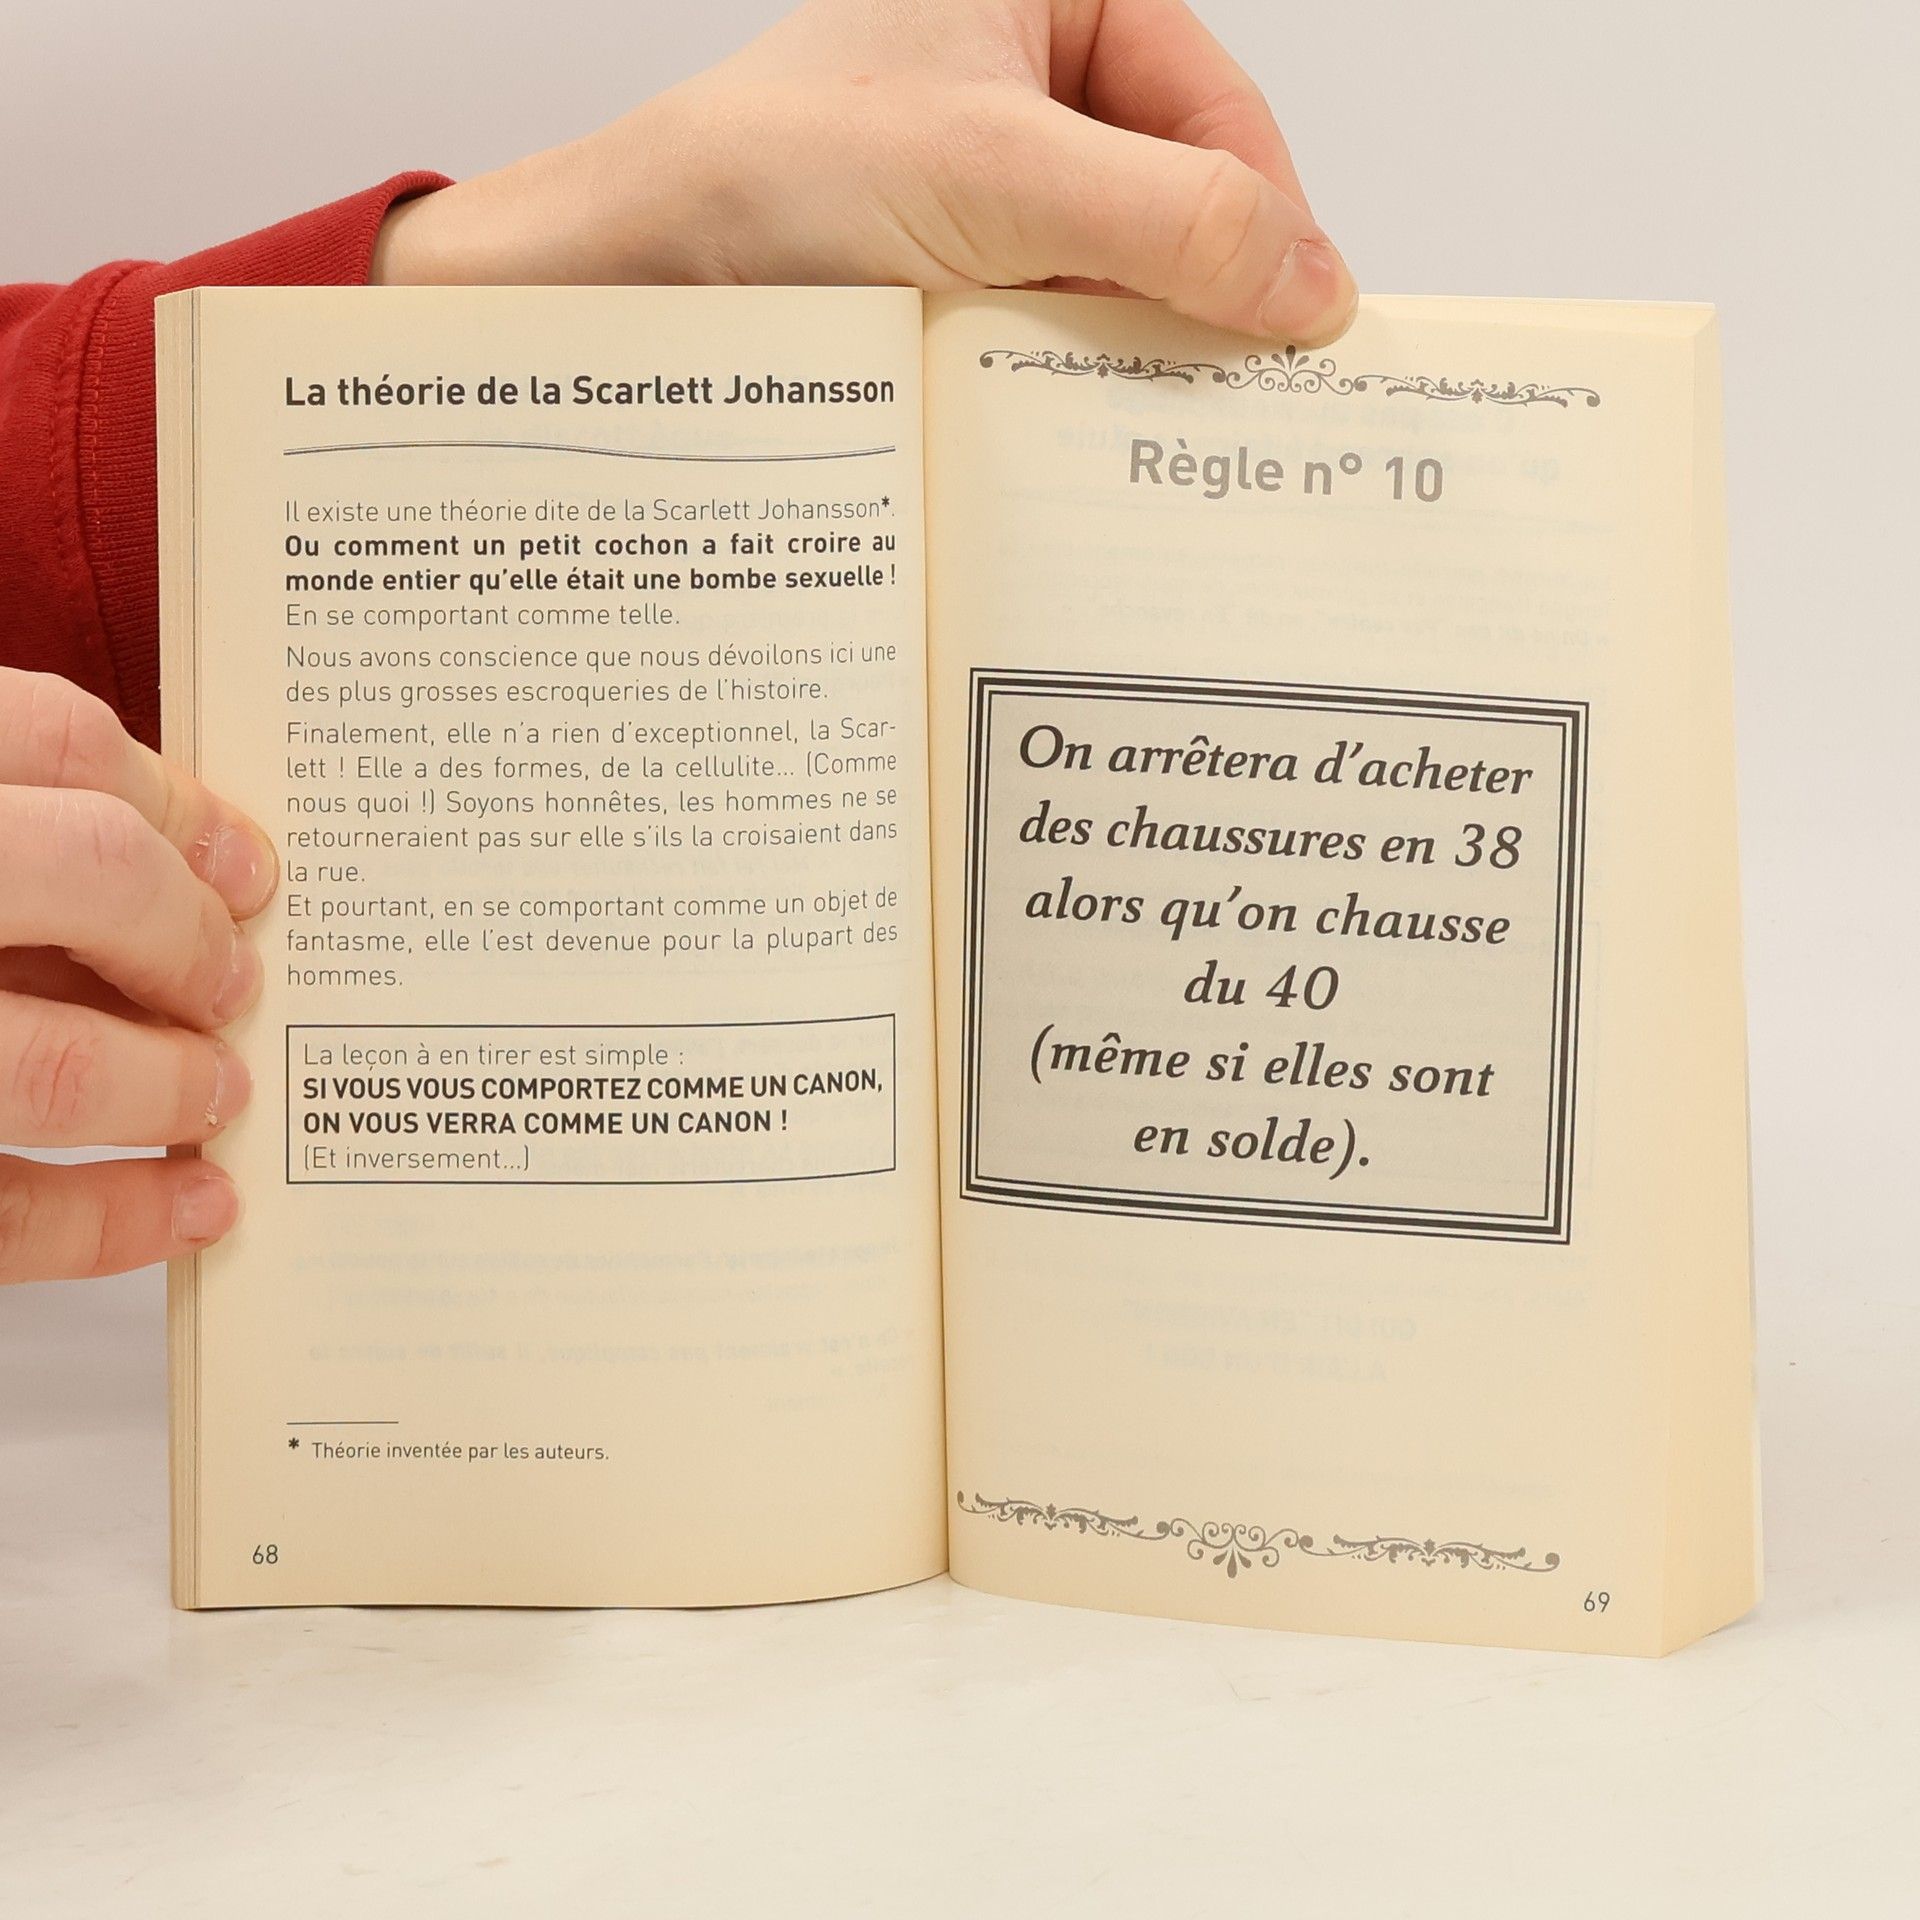 La théorie de la Scarlett Johansson
Il existe une théorie dite de la Scarlett Johansson*.
Ou comment un petit cochon a fait croire au
monde entier qu'elle était une bombe sexuelle !
En se comportant comme telle.
Nous avons conscience que nous dévoilons ici une
des plus grosses escroqueries de l'histoire.
Finalement, elle n'a rien d'exceptionnel, la Scar-
lett ! Elle a des formes, de la cellulite... (Comme
nous quoi !) Soyons honnêtes, les hommes ne se
retourneraient pas sur elle s'ils la croisaient dans
la rue.
Et pourtant, en se comportant comme un objet de
fantasme, elle l'est devenue pour la plupart des
hommes.
La leçon à en tirer est simple :
SI VOUS VOUS COMPORTEZ COMME UN CANON,
ON VOUS VERRA COMME UN CANON !
(Et inversement...)
* Théorie inventée par les auteurs.
68
Règle n° 10
On arrêtera d'acheter
des chaussures en 38
alors qu'on chausse
du 40
(même si elles sont
en solde).
69